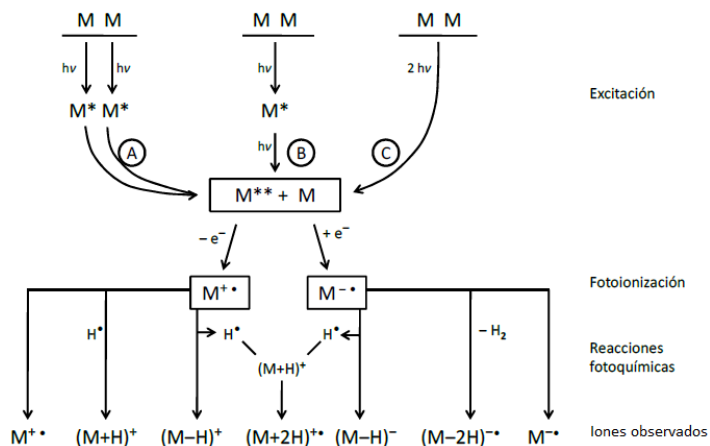 M M M M M M
hν hν hν 2 hν
Excitación
M* M* M*
A hν B C
M** + M
– e⁻ + e⁻
M⁺• M⁻• Fotoionización
H• H• H• – H₂
(M+H)⁺ Reacciones
fotoquímicas
M⁺• (M+H)⁺ (M–H)⁺ (M+2H)⁺• (M–H)⁻ (M–2H)⁻• M⁻• Iones observados